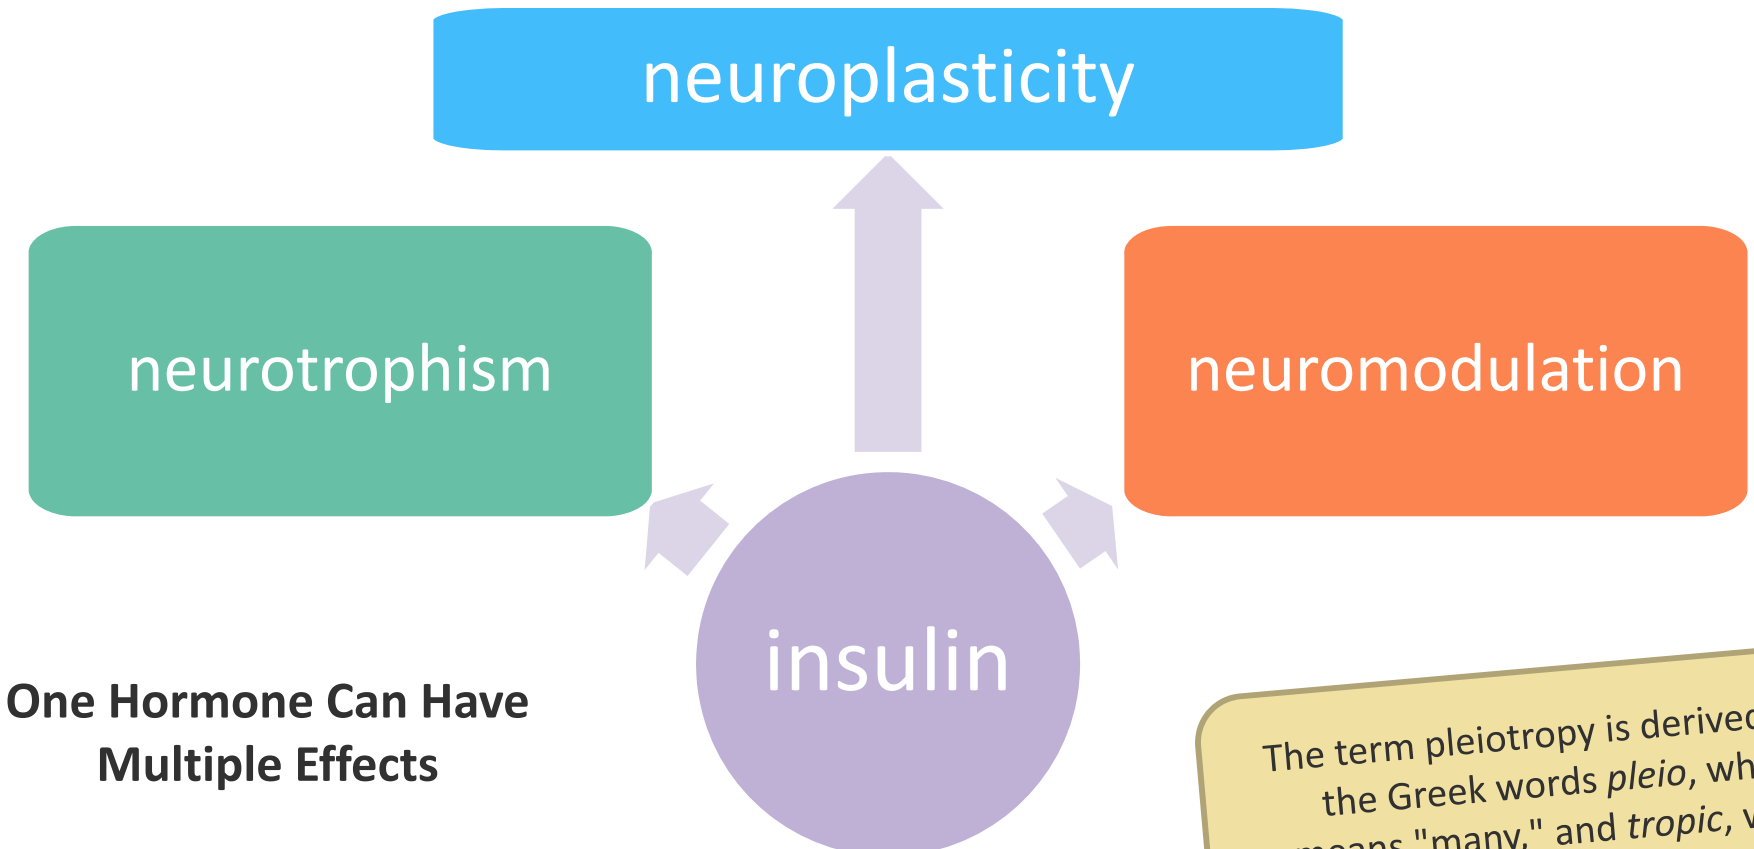 neuroplasticity
neurotrophism
neuromodulation
insulin
One Hormone Can Have
Multiple Effects
The term pleiotropy is derived
the Greek words pleio, wh
means "many," and tropic, w